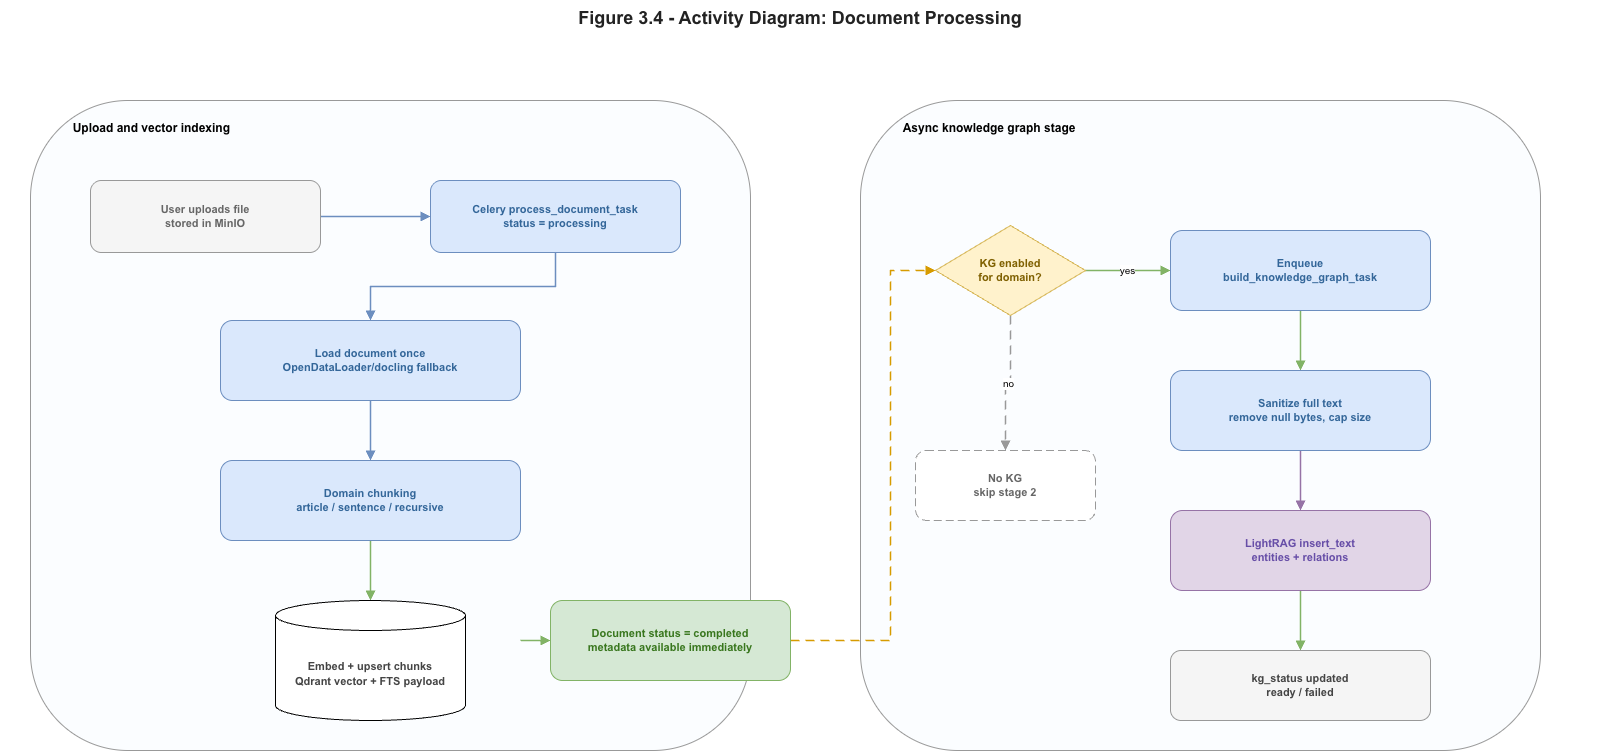 Figure 3.4 - Activity Diagram: Document Processing
Upload and vector indexing
User uploads file
stored in MinIO
Celery process_document_task
status = processing
Load document once
OpenDataLoader/docling fallback
Domain chunking
article / sentence / recursive
Embed + upsert chunks
Qdrant vector + FTS payload
Document status = completed
metadata available immediately
Async knowledge graph stage
KG enabled
for domain?
yes
no
No KG
skip stage 2
Enqueue
build_knowledge_graph_task
Sanitize full text
remove null bytes, cap size
LightRAG insert_text
entities + relations
kg_status updated
ready / failed